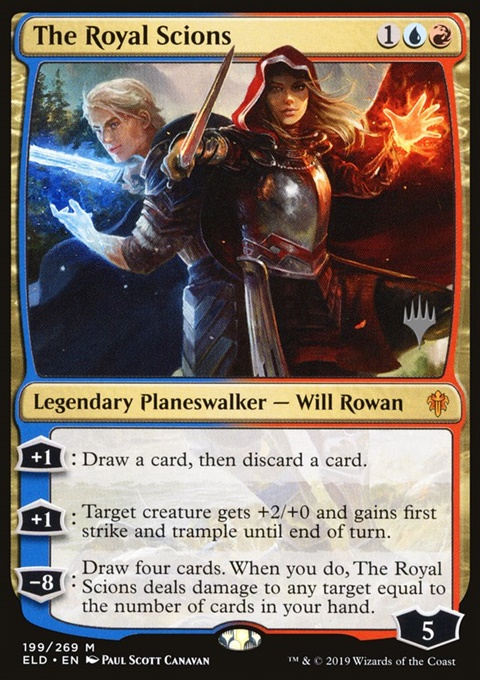 The Royal Scions 1
Legendary Planeswalker — Will Rowan
+1 : Draw a card, then discard a card.
+1 : Target creature gets +2/+0 and gains first
strike and trample until end of turn.
−8 : Draw four cards. When you do, The Royal
Scions deals damage to any target equal to
the number of cards in your hand.
5
199/269 M
ELD • EN Paul Scott Canavan
™ & © 2019 Wizards of the Coast